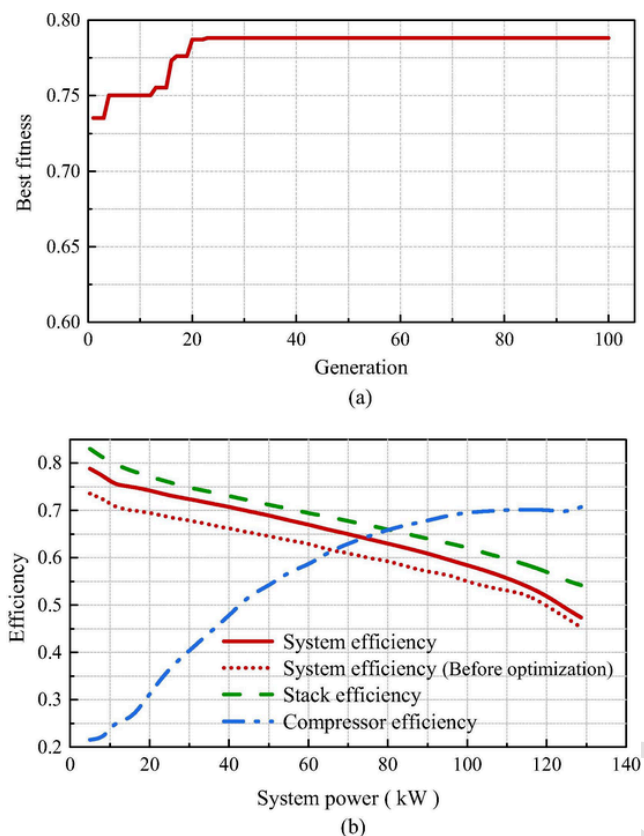 0.80
0.75
0.70
0.65
0.60
Best fitness
0 20 40 60 80 100
Generation
(a)
0.8
0.7
0.6
0.5
0.4
0.3
0.2
Efficiency
System efficiency
System efficiency (Before optimization)
Stack efficiency
Compressor efficiency
0 20 40 60 80 100 120 140
System power ( kW )
(b)